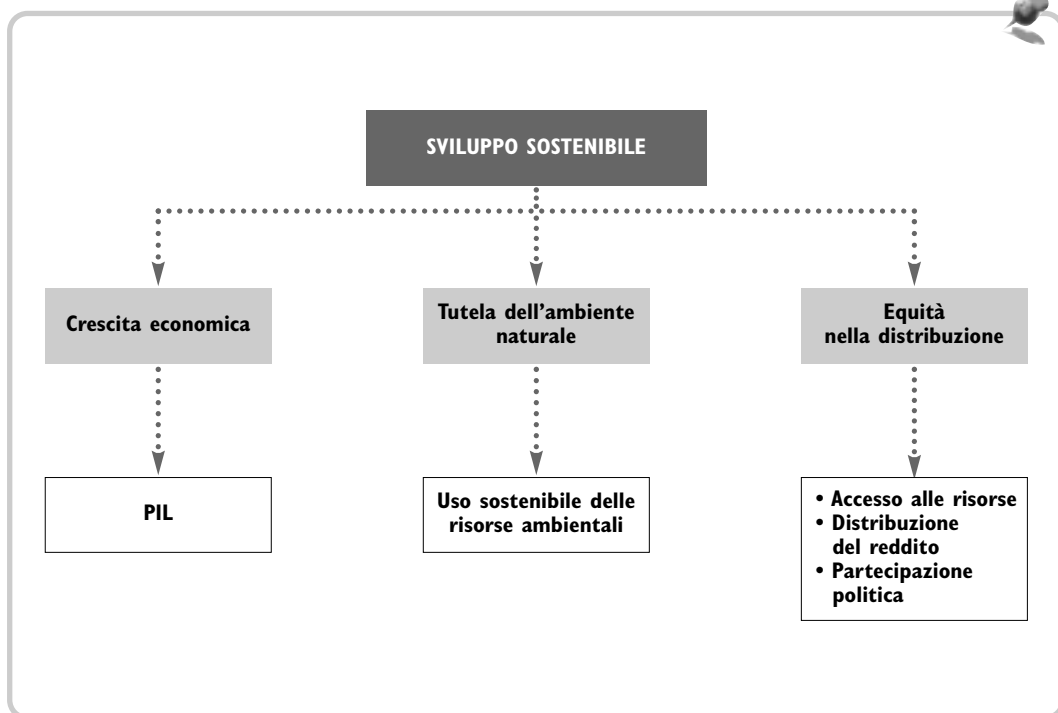 SVILUPPO SOSTENIBILE
Crescita economica
Tutela dell'ambiente
naturale
Equità
nella distribuzione
PIL
Uso sostenibile delle
risorse ambientali
• Accesso alle risorse
• Distribuzione
del reddito
• Partecipazione
politica